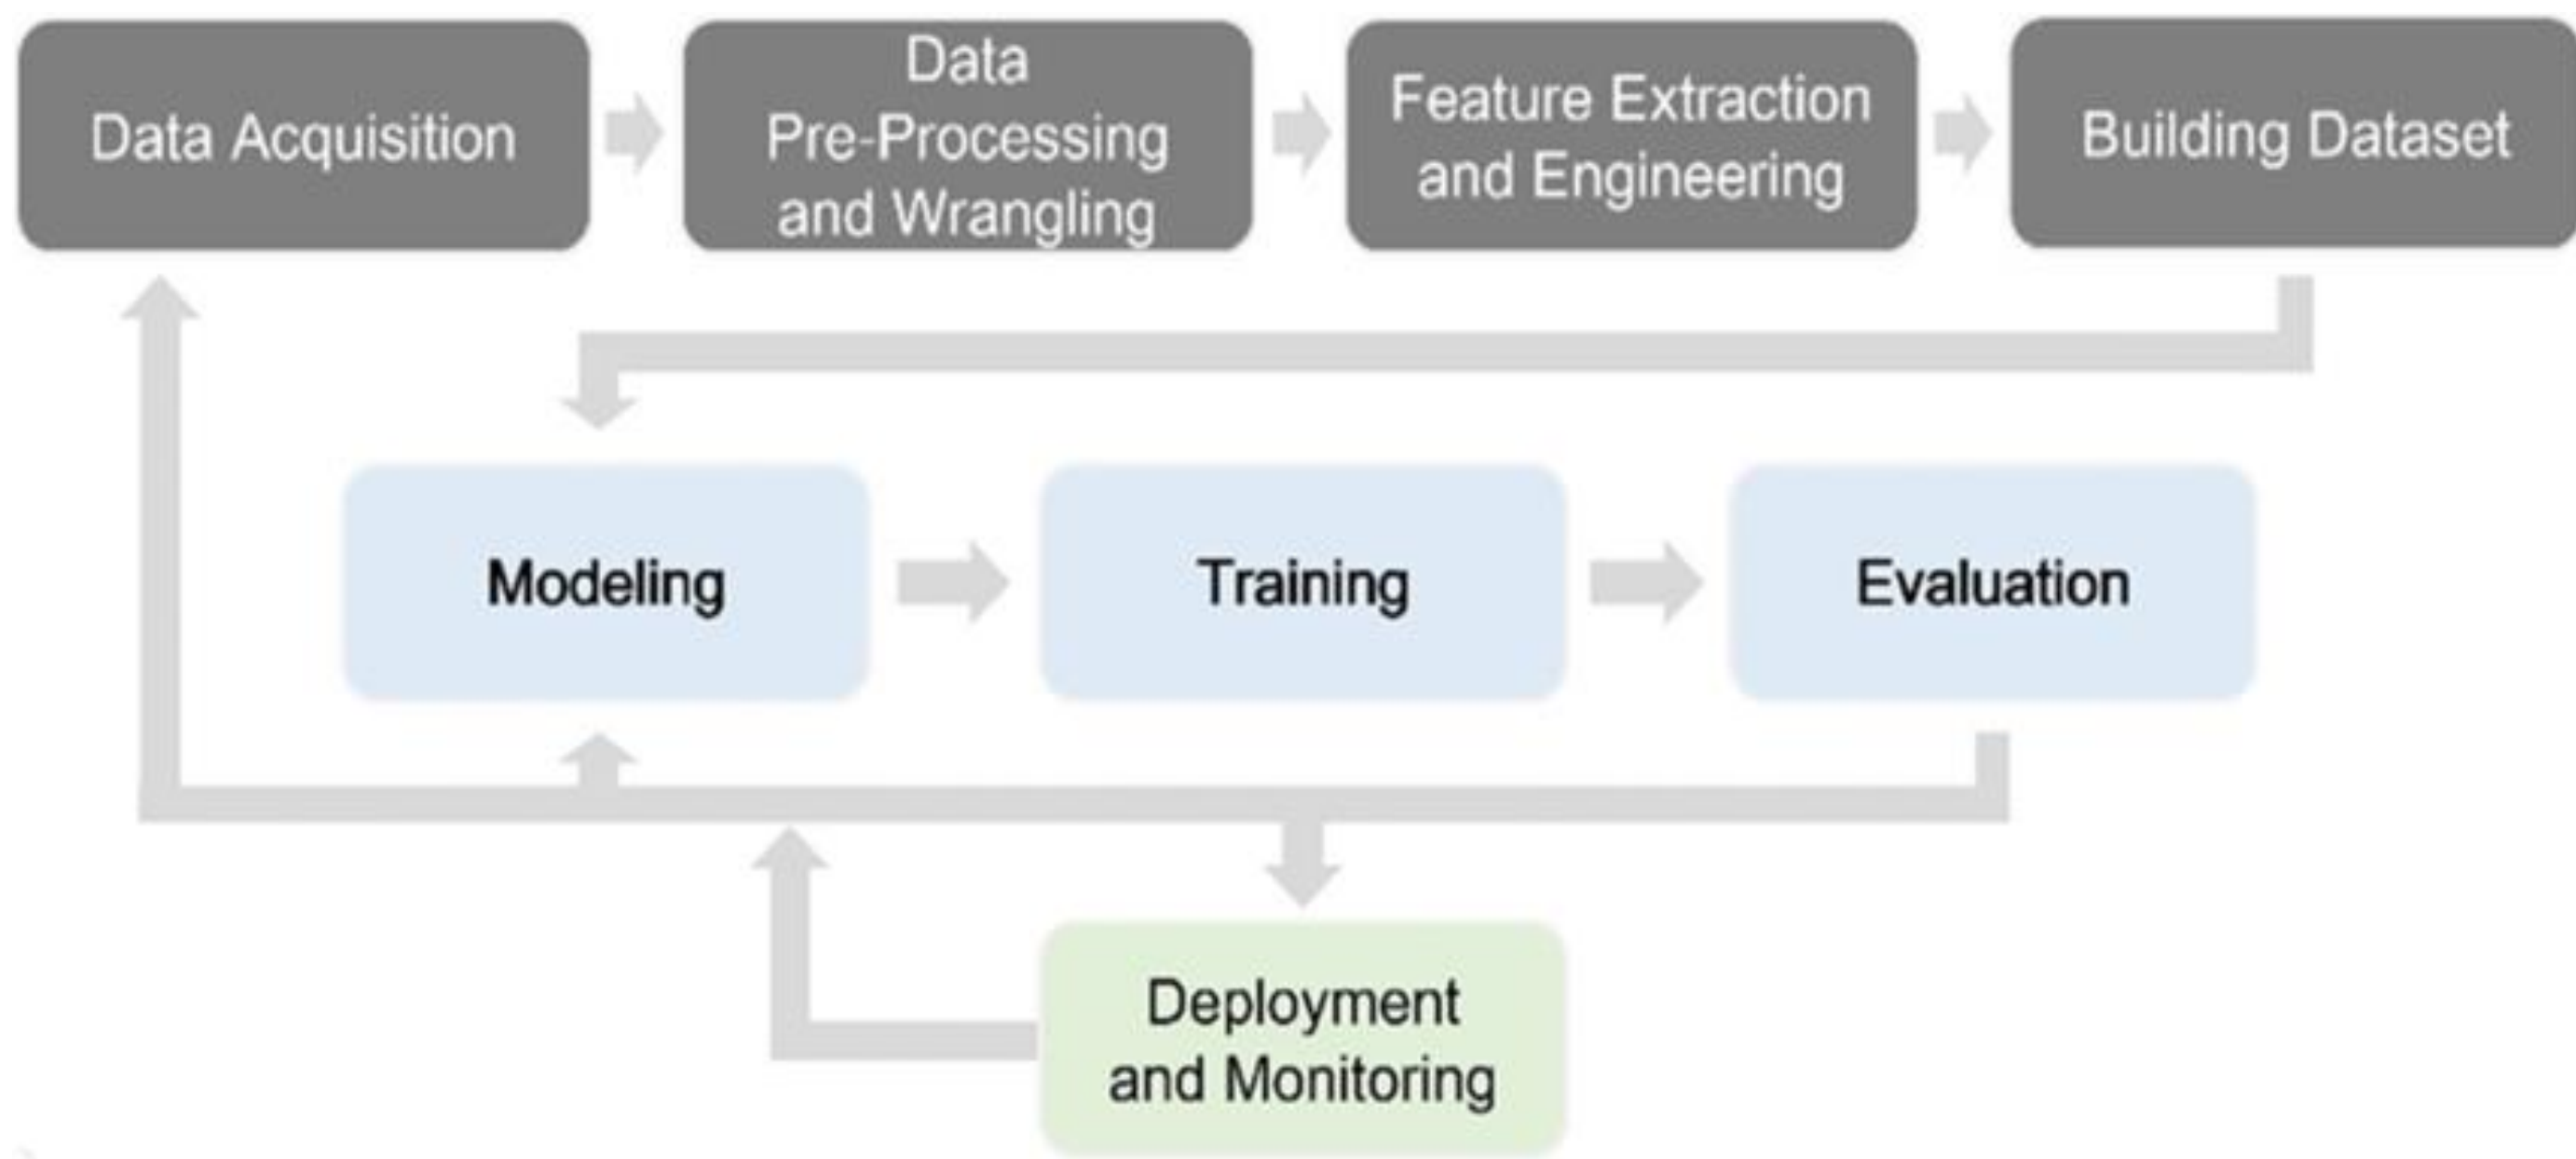 Data Acquisition
Data
Pre-Processing
and Wrangling
Feature Extraction
and Engineering
Building Dataset
Modeling
Training
Evaluation
Deployment
and Monitoring